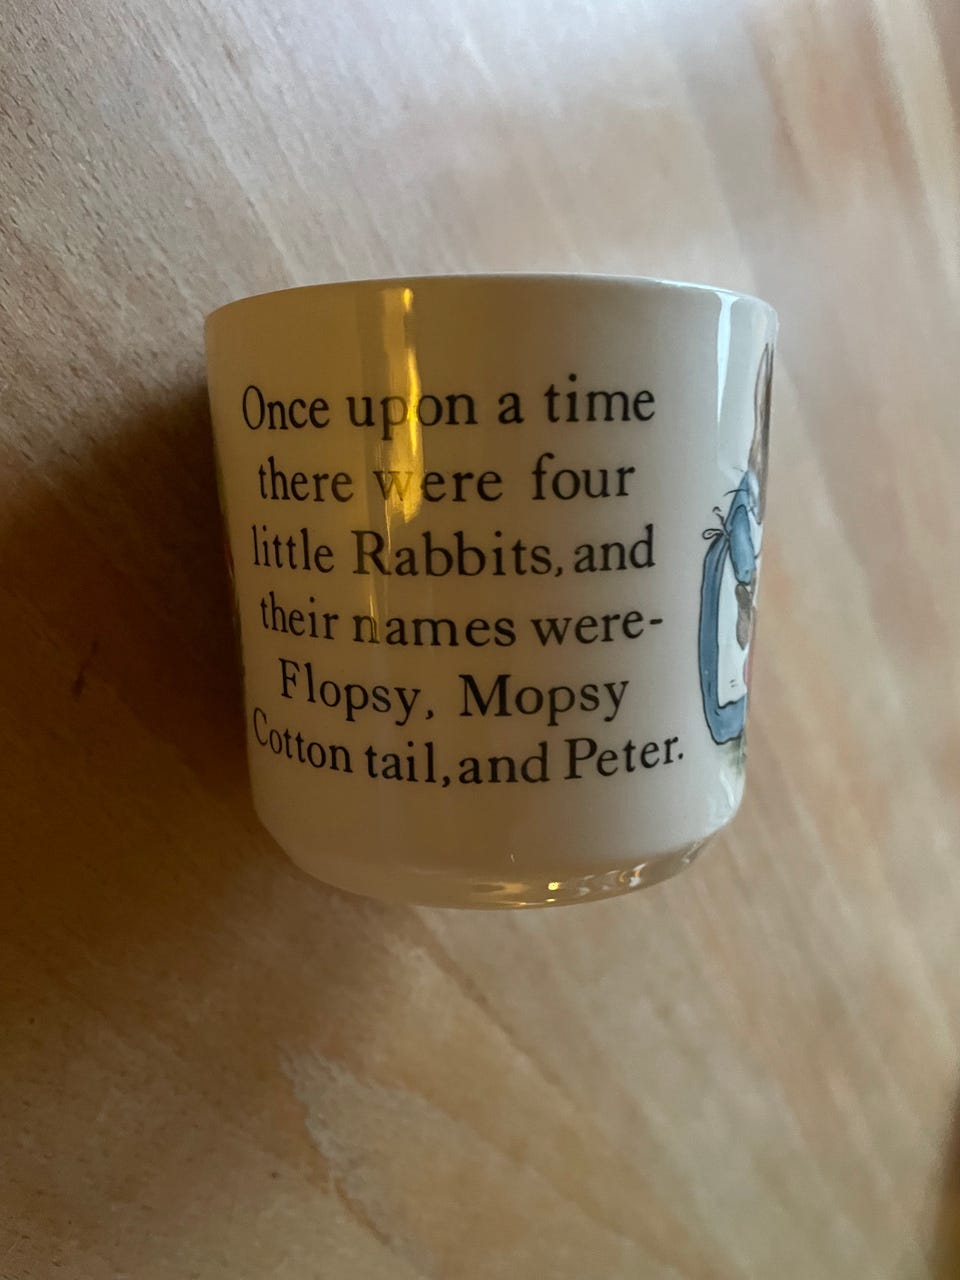 Once upon a time
there were four
little Rabbits, and
their names were-
Flopsy, Mopsy
Cotton tail, and Peter.